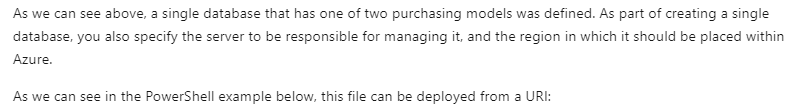 As we can see above, a single database that has one of two purchasing models was defined. As part of creating a single
database, you also specify the server to be responsible for managing it, and the region in which it should be placed within
Azure.
As we can see in the PowerShell example below, this file can be deployed from a URI: